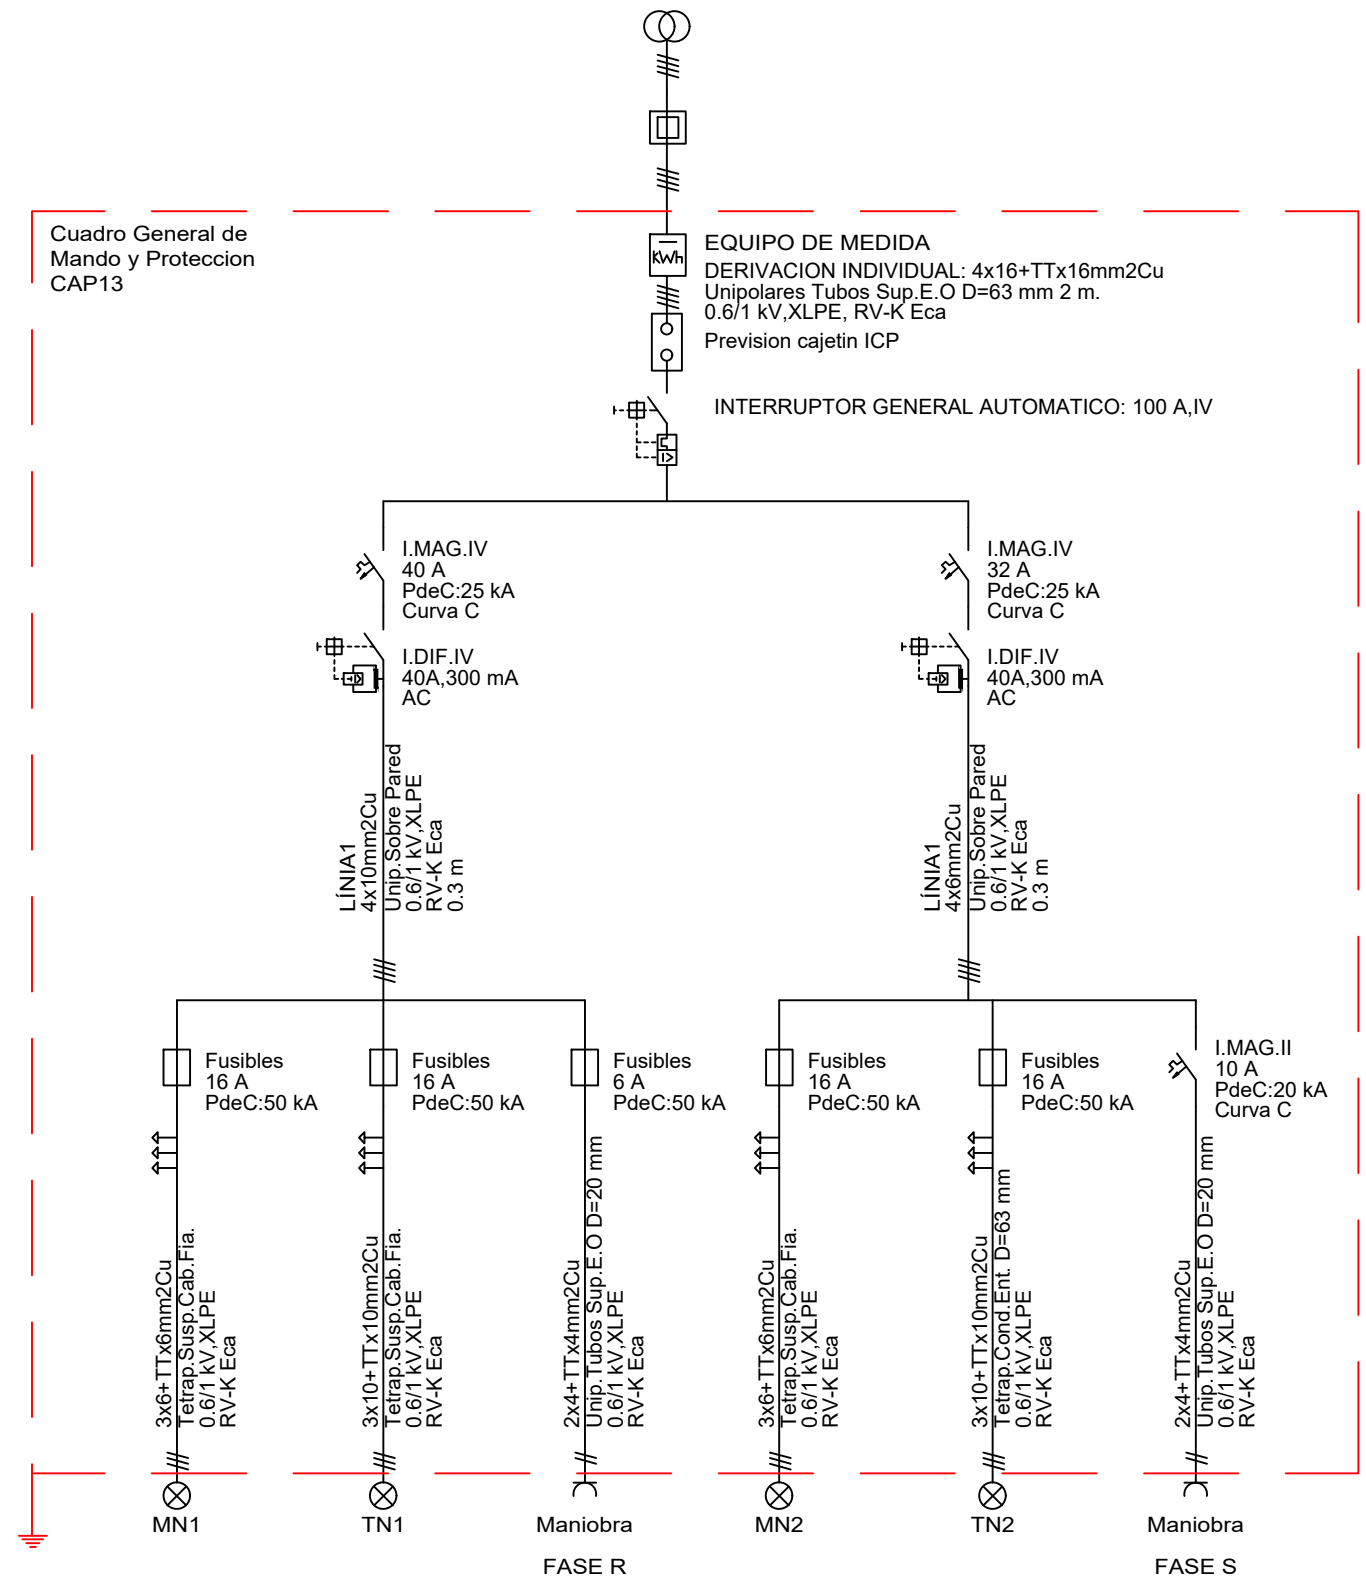 Cuadro General de
Mando y Proteccion
CAP13
KWh
EQUIPO DE MEDIDA
DERIVACION INDIVIDUAL: 4x16+TTx16mm2Cu
Unipolares Tubos Sup.E.O D=63 mm 2 m.
0.6/1 kV,XLPE, RV-K Eca
Prevision cajetin ICP
INTERRUPTOR GENERAL AUTOMATICO: 100 A,IV
I.MAG.IV
40 A
PdeC:25 kA
Curva C
I.DIF.IV
40A,300 mA
AC
LÍNIA1
4x10mm2Cu
Unip.Sobre Pared
0.6/1 kV,XLPE
RV-K Eca
0.3 m
I.MAG.IV
32 A
PdeC:25 kA
Curva C
I.DIF.IV
40A,300 mA
AC
LÍNIA1
4x6mm2Cu
Unip.Sobre Pared
0.6/1 kV,XLPE
RV-K Eca
0.3 m
Fusibles
16 A
PdeC:50 kA
3x6+TTx6mm2Cu
Tetrap.Susp.Cab.Fia.
0.6/1 kV,XLPE
RV-K Eca
MN1
Fusibles
16 A
PdeC:50 kA
3x10+TTx10mm2Cu
Tetrap.Susp.Cab.Fia.
0.6/1 kV,XLPE
RV-K Eca
TN1
Fusibles
6 A
PdeC:50 kA
2x4+TTx4mm2Cu
Unip.Tubos Sup.E.O D=20 mm
0.6/1 kV,XLPE
RV-K Eca
Maniobra
FASE R
Fusibles
16 A
PdeC:50 kA
3x6+TTx6mm2Cu
Tetrap.Susp.Cab.Fia.
0.6/1 kV,XLPE
RV-K Eca
MN2
Fusibles
16 A
PdeC:50 kA
3x10+TTx10mm2Cu
Tetrap.Cond.Ent. D=63 mm
0.6/1 kV,XLPE
RV-K Eca
TN2
I.MAG.II
10 A
PdeC:20 kA
Curva C
2x4+TTx4mm2Cu
Unip.Tubos Sup.E.O D=20 mm
0.6/1 kV,XLPE
RV-K Eca
Maniobra
FASE S